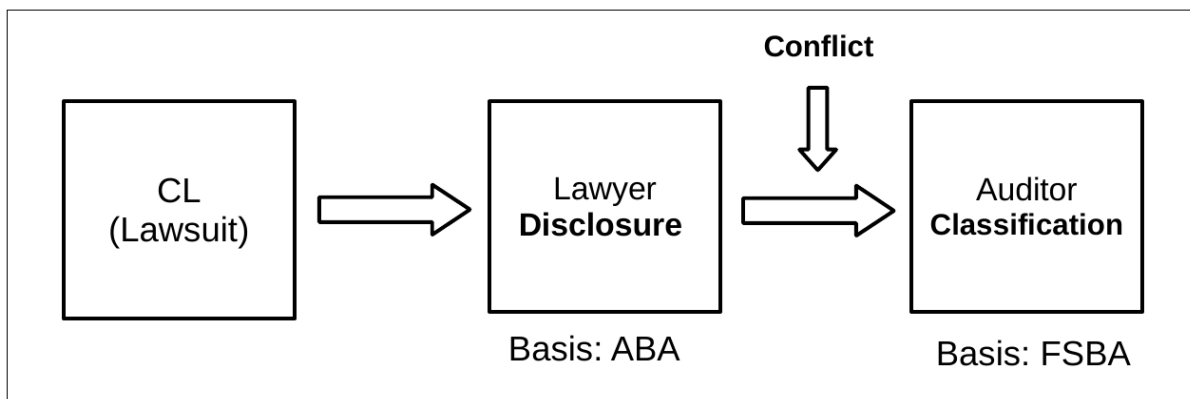 Conflict
CL
(Lawsuit)
Lawyer
Disclosure
Auditor
Classification
Basis: ABA
Basis: FSBA